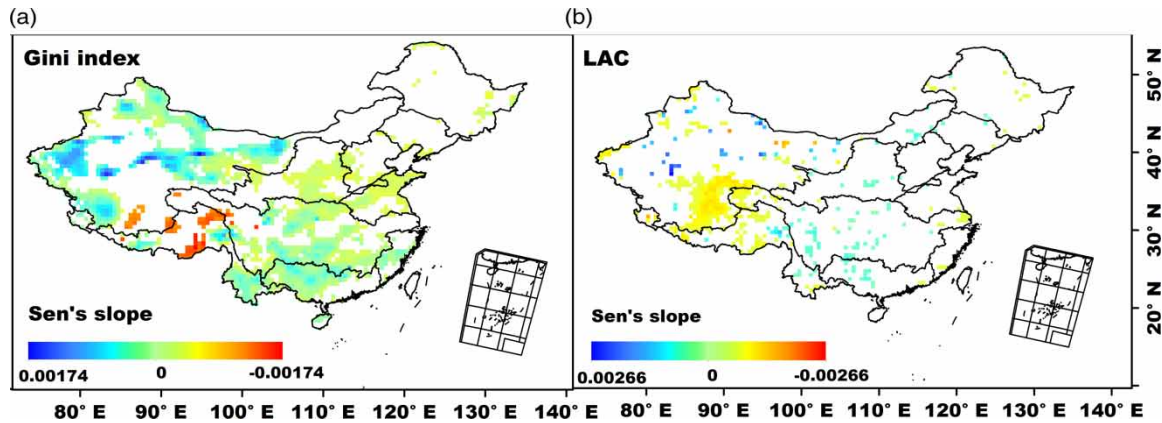 (a)
(b)
Gini index
LAC
Sen's slope
0.00174 0 -0.00174
Sen's slope
0.00266 0 -0.00266
50° N
40° N
30° N
20° N
80° E 90° E 100° E 110° E 120° E 130° E 140° E
80° E 90° E 100° E 110° E 120° E 130° E 140° E